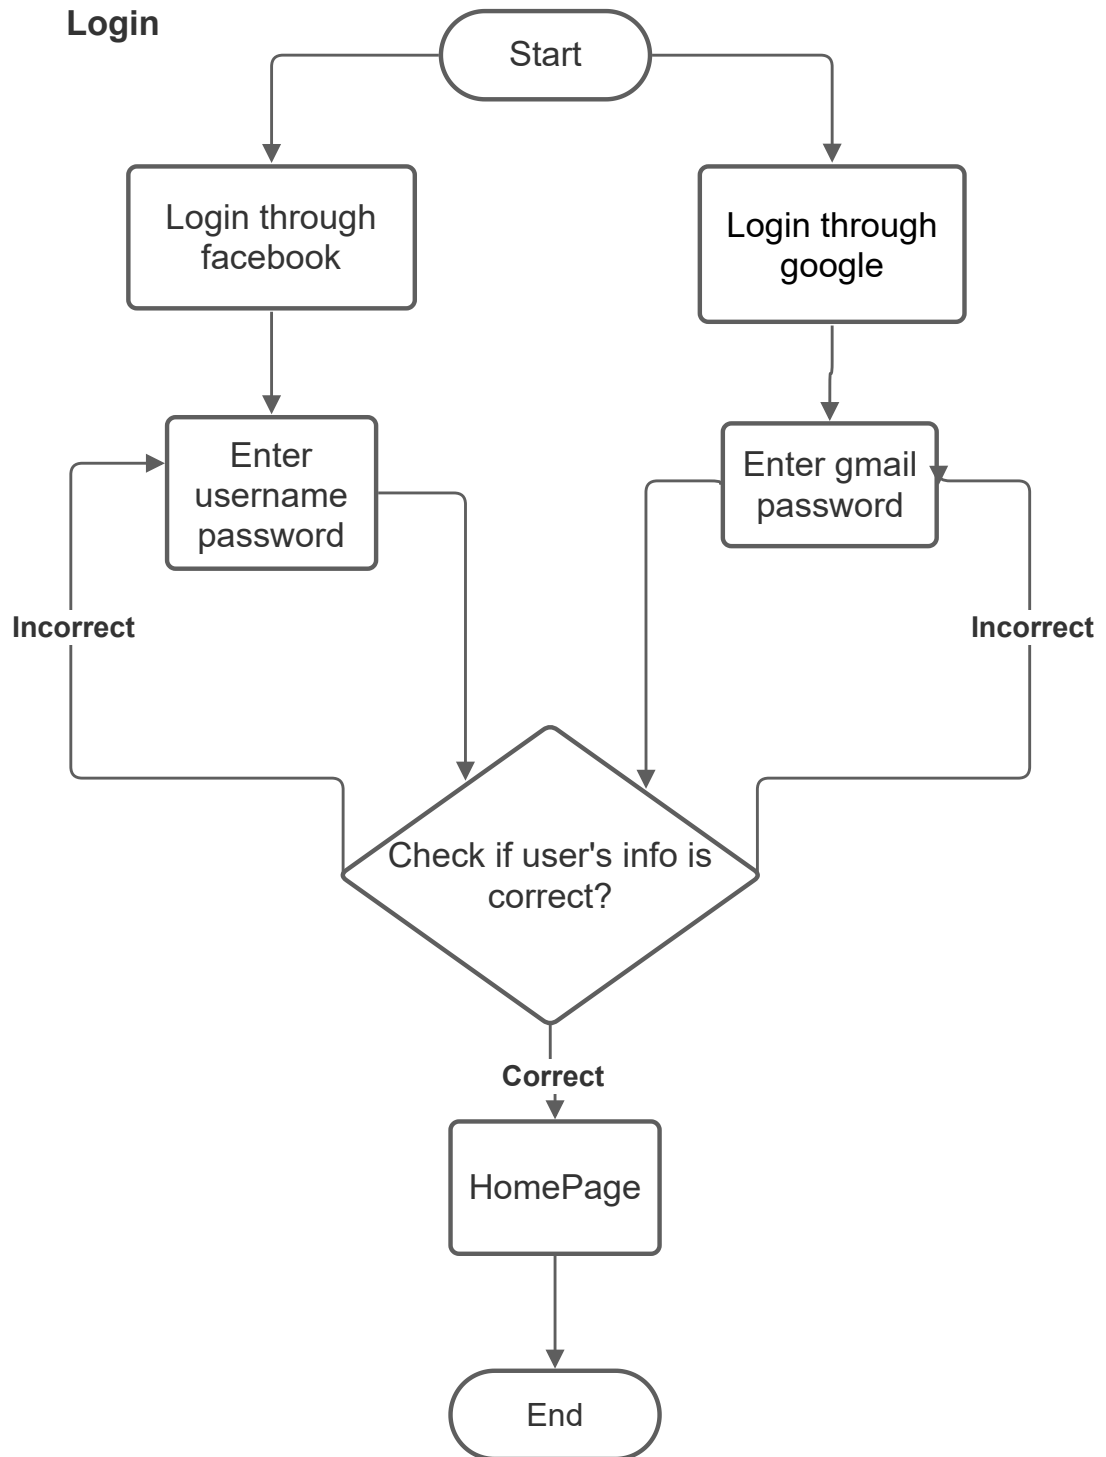 Login
Start
Login through
facebook
Login through
google
Enter
username
password
Enter gmail
password
Incorrect
Incorrect
Check if user's info is
correct?
Correct
HomePage
End